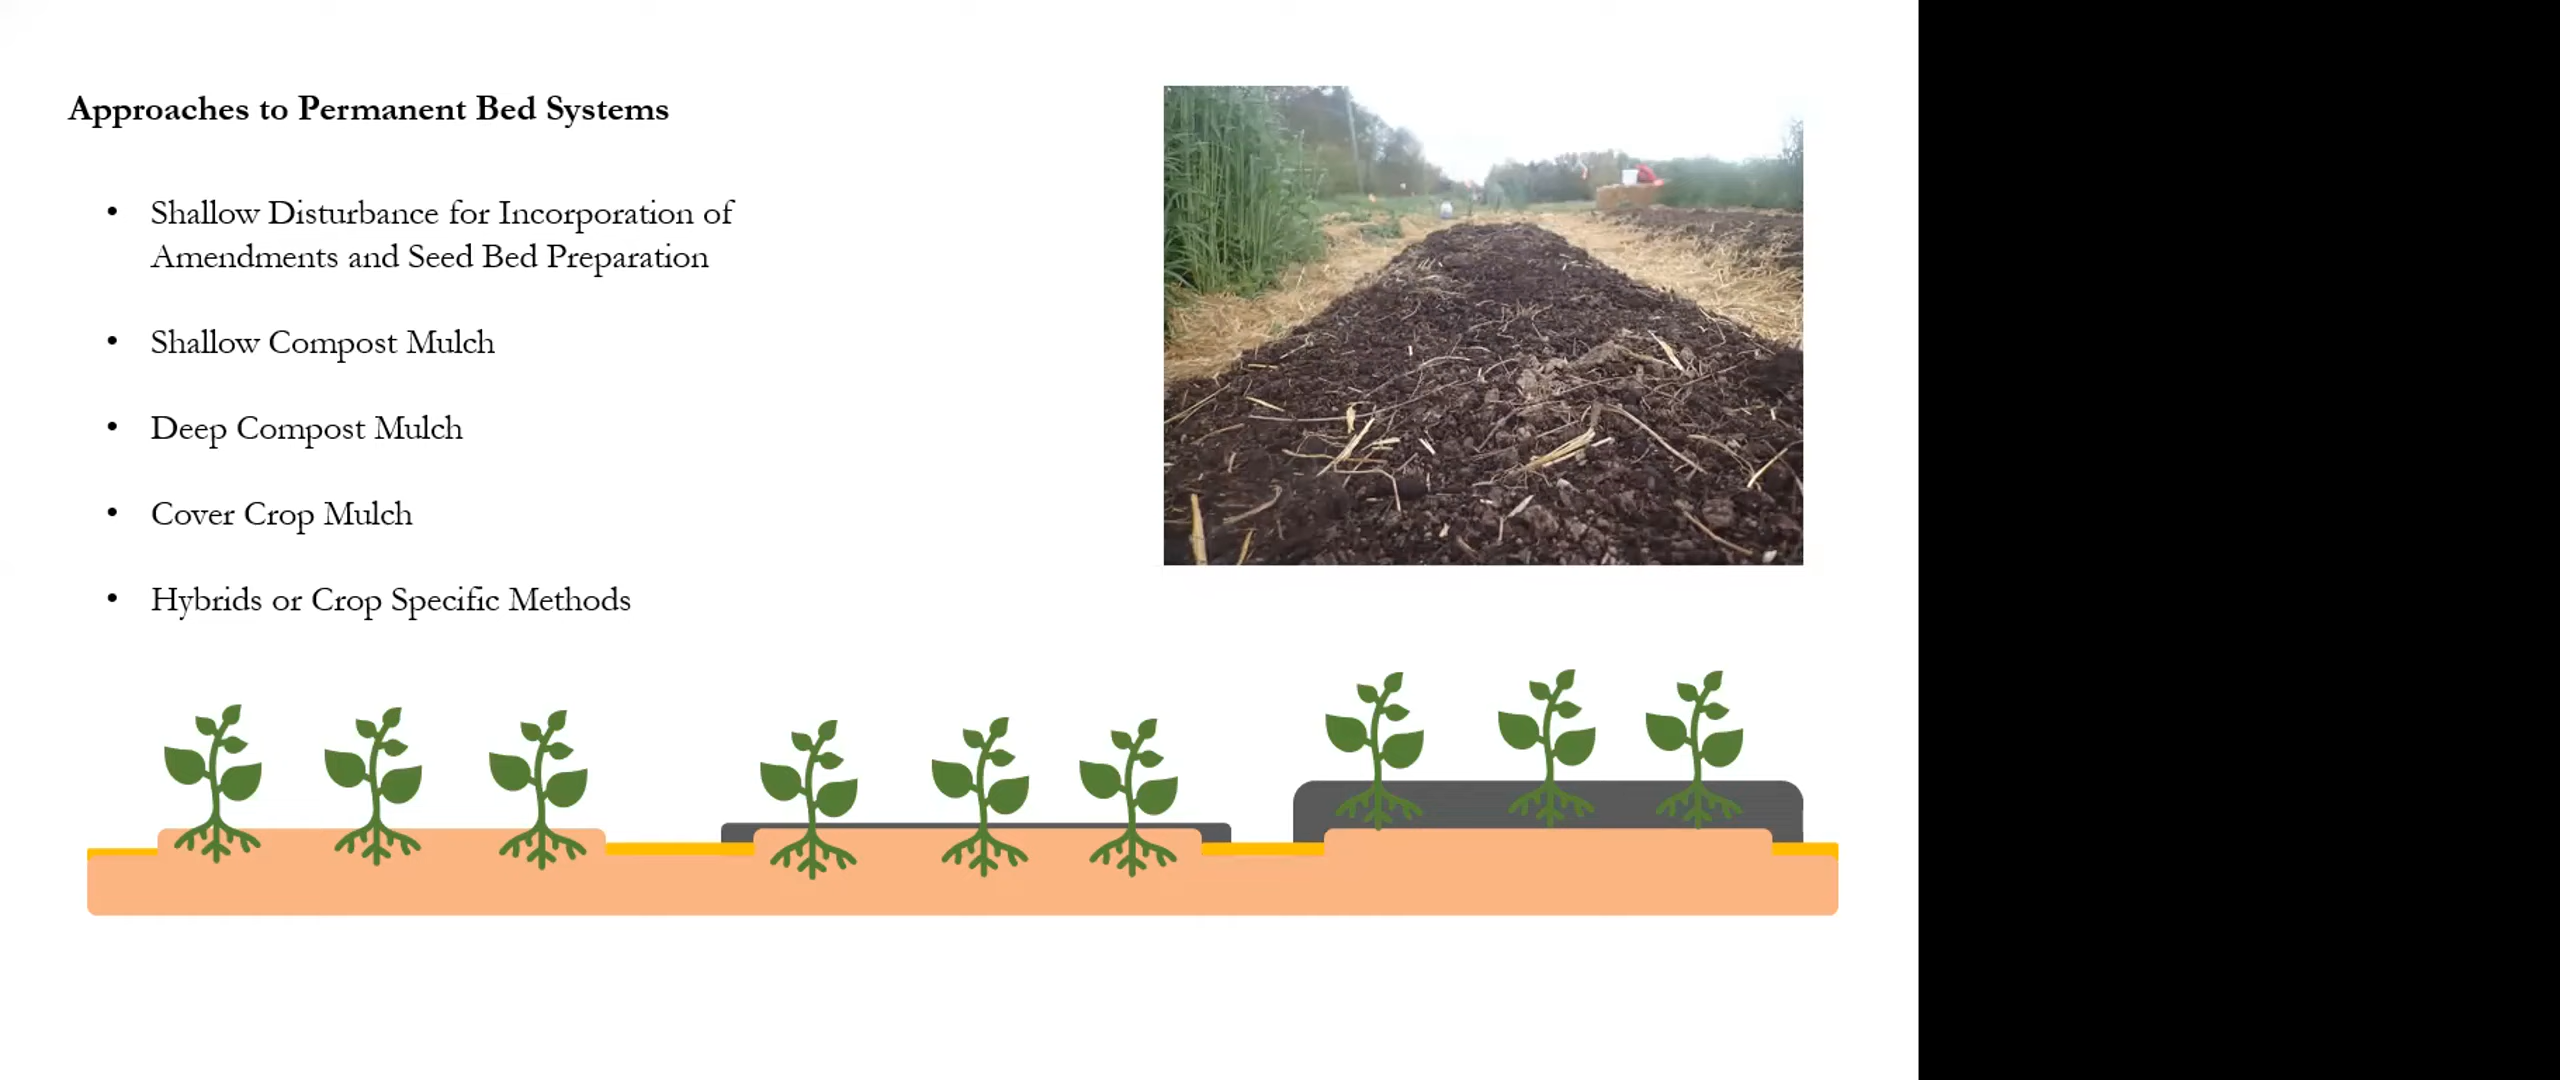 Approaches to Permanent Bed Systems
• Shallow Disturbance for Incorporation of
Amendments and Seed Bed Preparation
• Shallow Compost Mulch
• Deep Compost Mulch
• Cover Crop Mulch
• Hybrids or Crop Specific Methods